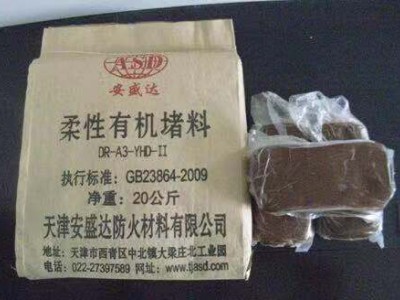 ASD
安盛达
柔性有机堵料
DR-A3-YHD-II
执行标准：GB23864-2009
净重：20公斤
天津安盛达防火材料有限公司
地址：天津市西青区中北镇大梁庄北工业园
电话：022-27397589 网址：www.tjasd.com